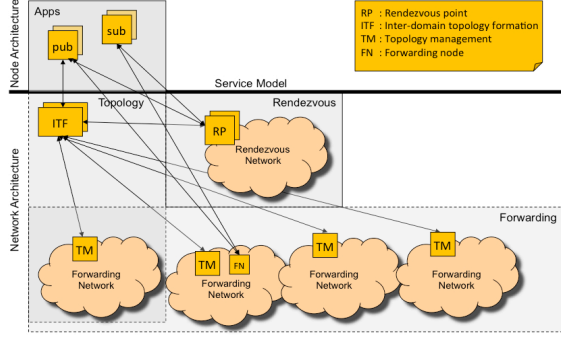 Apps
pub
sub
RP : Rendezvous point
ITF : Inter-domain topology formation
TM : Topology management
FN : Forwarding node
Node Architecture
Service Model
Topology
Rendezvous
ITF
RP
Rendezvous
Network
Network Architecture
Forwarding
TM
Forwarding
Network
TM
FN
Forwarding
Network
TM
Forwarding
Network
TM
Forwarding
Network